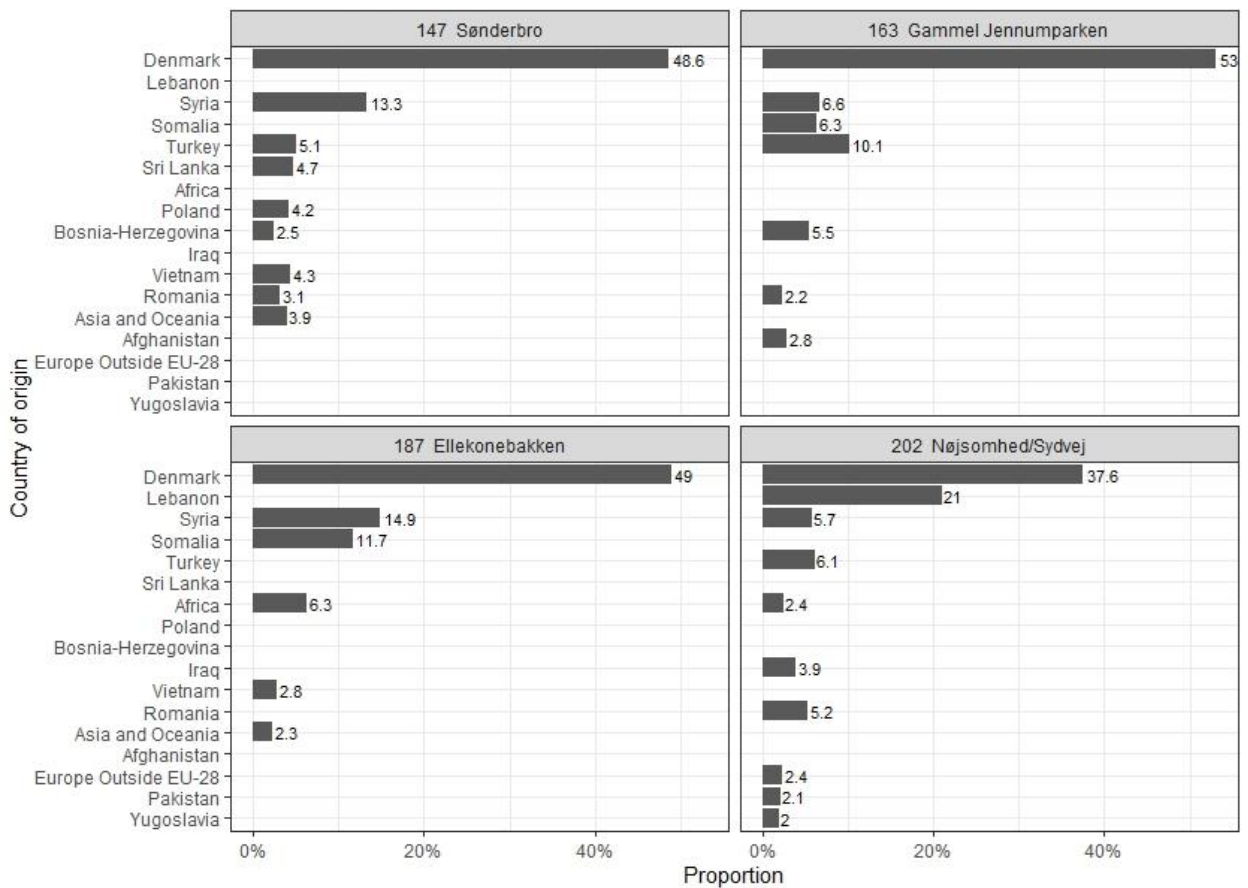 147 Sønderbro
163 Gammel Jennumparken
Denmark
48.6
53
Lebanon
Syria
13.3
6.6
Somalia
6.3
Turkey
5.1
10.1
Sri Lanka
4.7
Africa
Poland
4.2
Bosnia-Herzegovina
2.5
5.5
Iraq
Vietnam
4.3
Romania
3.1
2.2
Asia and Oceania
3.9
Afghanistan
2.8
Europe Outside EU-28
Pakistan
Yugoslavia
Country of origin
187 Ellekonebakken
202 Nøjsomhed/Sydvej
Denmark
49
37.6
Lebanon
21
Syria
14.9
5.7
Somalia
11.7
Turkey
6.1
Sri Lanka
Africa
6.3
2.4
Poland
Bosnia-Herzegovina
Iraq
3.9
Vietnam
2.8
Romania
5.2
Asia and Oceania
2.3
Afghanistan
Europe Outside EU-28
2.4
Pakistan
2.1
Yugoslavia
2
0%
20%
40%
0%
20%
40%
Proportion